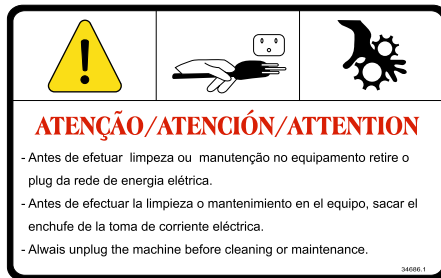 ATENÇÃO/ATENCIÓN/ATTENTION
- Antes de efetuar limpeza ou manutenção no equipamento retire o
plug da rede de energia elétrica.
- Antes de efectuar la limpieza o mantenimiento en el equipo, sacar el
enchufe de la toma de corriente eléctrica.
- Alwais unplug the machine before cleaning or maintenance.
34686.1